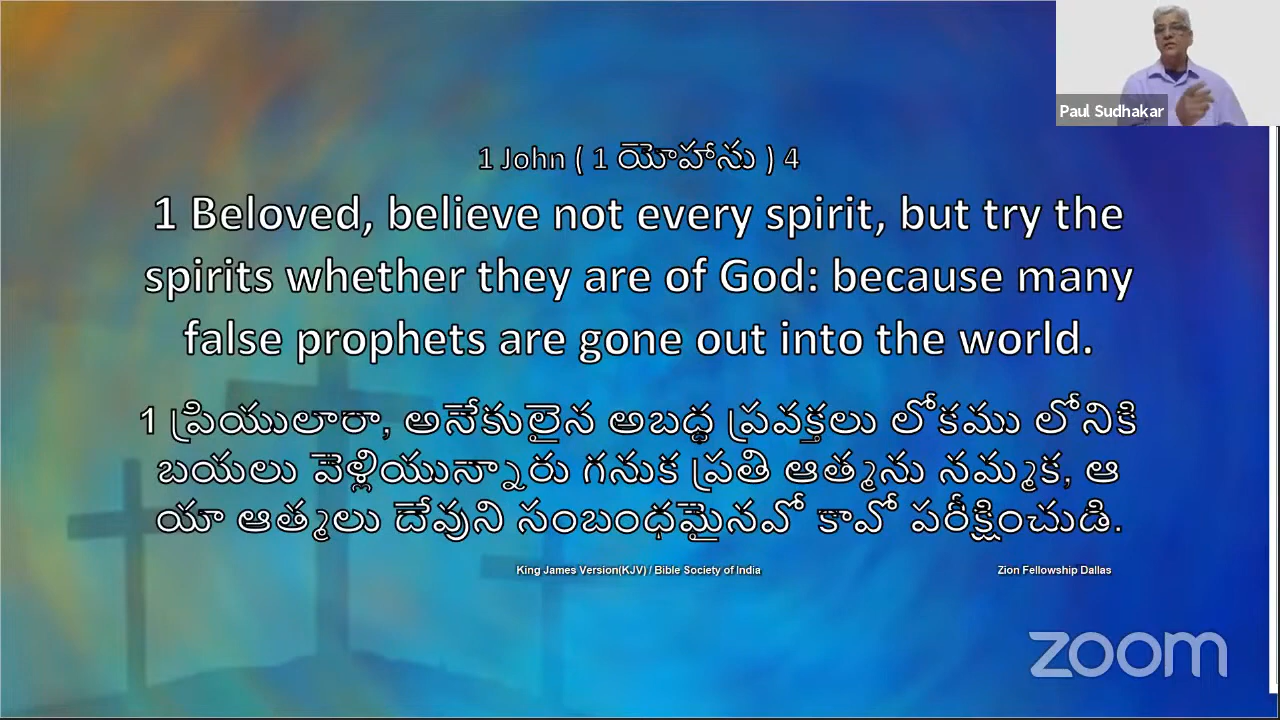 Paul Sudhakar
1 John ( 1 యోహాను ) 4
1 Beloved, believe not every spirit, but try the
spirits whether they are of God: because many
false prophets are gone out into the world.
1 ప్రియులారా, అనేకులైన అబద్ధ ప్రవక్తలు లోకము లోనికి
బయలు వెళ్లియున్నారు గనుక ప్రతి ఆత్మను నమ్మక, ఆ
యా ఆత్మలు దేవుని సంబంధమైనవో కావో పరీక్షించుడి.
King James Version(KJV) / Bible Society of India
Zion Fellowship Dallas
zoom